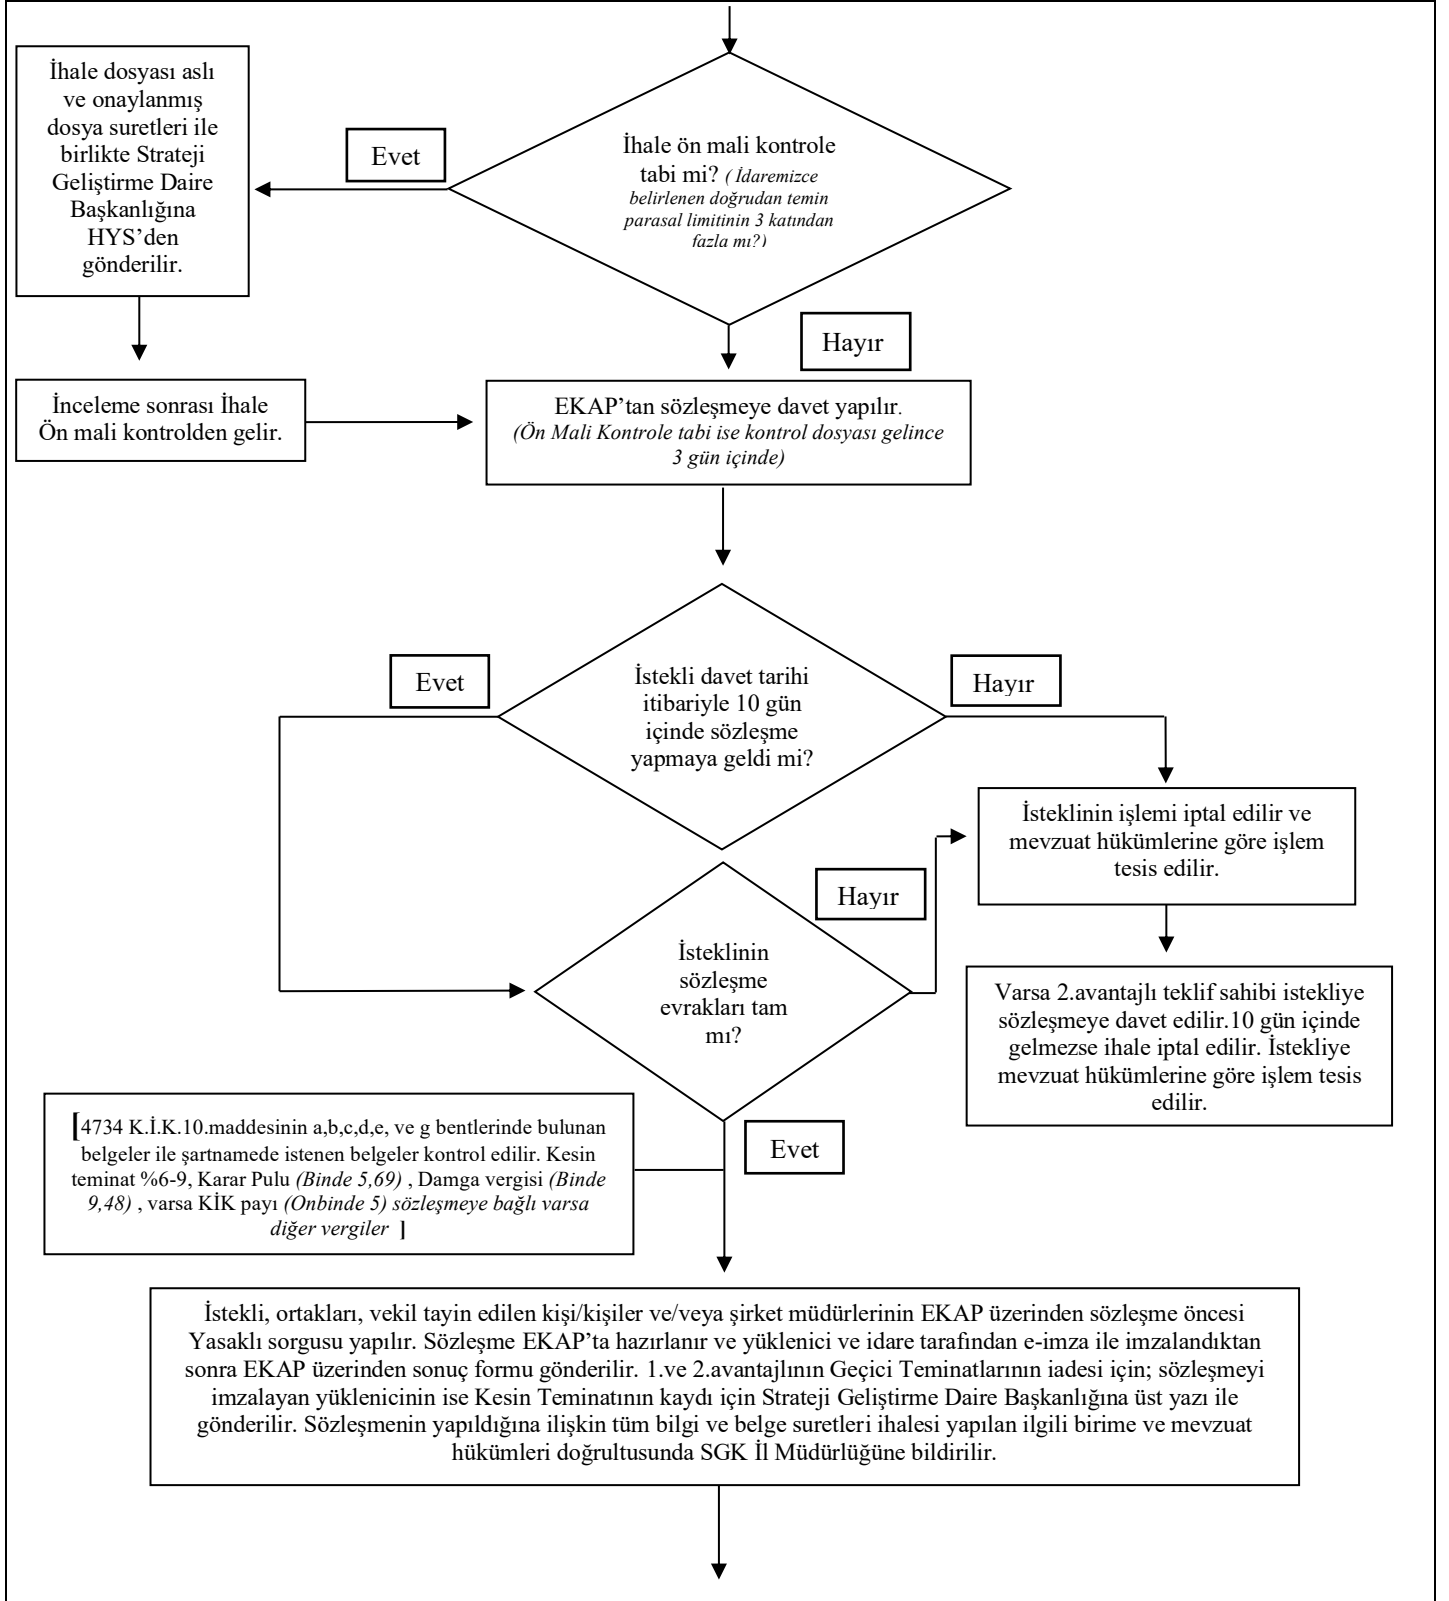 İhale dosyası aslı
ve onaylanmış
dosya suretleri ile
birlikte Strateji
Geliştirme Daire
Başkanlığına
HYS’den
gönderilir.
Evet
İhale ön mali kontrole
tabi mi? ( İdaremizce
belirlenen doğrudan temin
parasal limitinin 3 katından
fazla mı?)
Hayır
İnceleme sonrası İhale
Ön mali kontrolden gelir.
EKAP’tan sözleşmeye davet yapılır.
(Ön Mali Kontrole tabi ise kontrol dosyası gelince
3 gün içinde)
Evet
İstekli davet tarihi
itibariyle 10 gün
içinde sözleşme
yapmaya geldi mi?
Hayır
İsteklinin işlemi iptal edilir ve
mevzuat hükümlerine göre işlem
tesis edilir.
Hayır
İsteklinin
sözleşme
evrakları tam
mı?
Varsa 2.avantajlı teklif sahibi istekliye
sözleşmeye davet edilir.10 gün içinde
gelmezse ihale iptal edilir. İstekliye
mevzuat hükümlerine göre işlem tesis
edilir.
[4734 K.İ.K.10.maddesinin a,b,c,d,e, ve g bentlerinde bulunan
belgeler ile şartnamede istenen belgeler kontrol edilir. Kesin
teminat %6-9, Karar Pulu (Binde 5,69) , Damga vergisi (Binde
9,48) , varsa KİK payı (Onbinde 5) sözleşmeye bağlı varsa
diğer vergiler ]
Evet
İstekli, ortakları, vekil tayin edilen kişi/kişiler ve/veya şirket müdürlerinin EKAP üzerinden sözleşme öncesi
Yasaklı sorgusu yapılır. Sözleşme EKAP’ta hazırlanır ve yüklenici ve idare tarafından e-imza ile imzalandıktan
sonra EKAP üzerinden sonuç formu gönderilir. 1.ve 2.avantajlının Geçici Teminatlarının iadesi için; sözleşmeyi
imzalayan yüklenicinin ise Kesin Teminatının kaydı için Strateji Geliştirme Daire Başkanlığına üst yazı ile
gönderilir. Sözleşmenin yapıldığına ilişkin tüm bilgi ve belge suretleri ihalesi yapılan ilgili birime ve mevzuat
hükümleri doğrultusunda SGK İl Müdürlüğüne bildirilir.